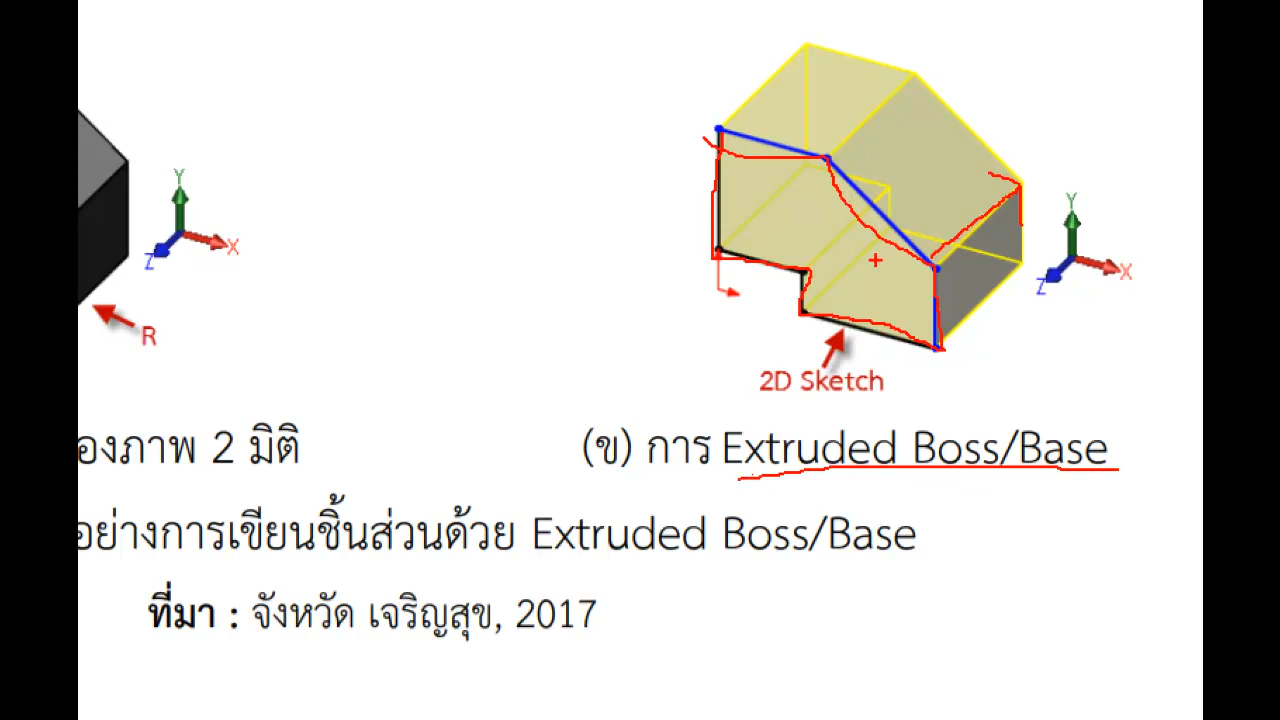 Y
X
Z
R
Y
X
Z
2D Sketch
องภาพ 2 มิติ
(ข) การ Extruded Boss/Base
อย่างการเขียนชิ้นส่วนด้วย Extruded Boss/Base
ที่มา : จังหวัด เจริญสุข, 2017